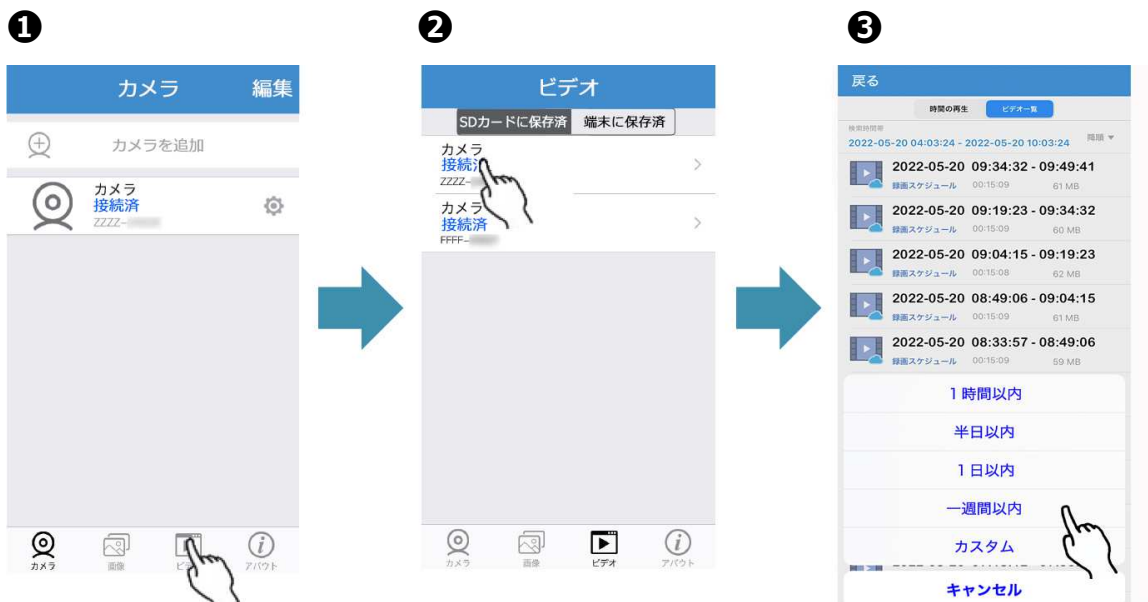 ❶
カメラ 編集
カメラを追加
カメラ
接続済
ZZZZ-
カメラ 画像 アバウト
❷
ビデオ
SDカードに保存済 端末に保存済
カメラ
接続
ZZZZ-
カメラ
接続済
FFFF-
カメラ 画像 ビデオ アバウト
❸
戻る
時間の再生 ビデオ一覧
検索時間帯
2022-05-20 04:03:24 - 2022-05-20 10:03:24 降順
2022-05-20 09:34:32 - 09:49:41
録画スケジュール 00:15:09 61 MB
2022-05-20 09:19:23 - 09:34:32
録画スケジュール 00:15:09 60 MB
2022-05-20 09:04:15 - 09:19:23
録画スケジュール 00:15:08 62 MB
2022-05-20 08:49:06 - 09:04:15
録画スケジュール 00:15:09 61 MB
2022-05-20 08:33:57 - 08:49:06
録画スケジュール 00:15:09 59 MB
1 時間以内
半日以内
1 日以内
一週間以内
カスタム
キャンセル